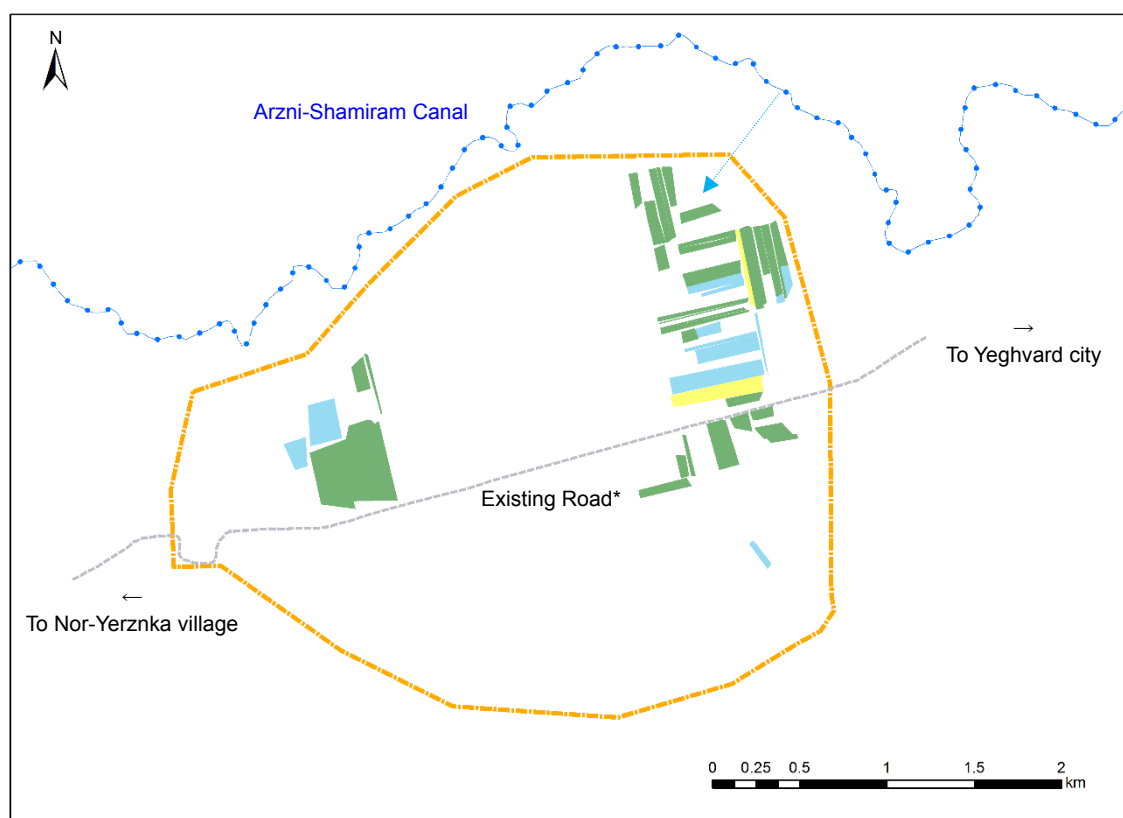 N
Arzni-Shamiram Canal
→
To Yeghvard city
Existing Road*
←
To Nor-Yerznka village
0 0.25 0.5 1 1.5 2
km